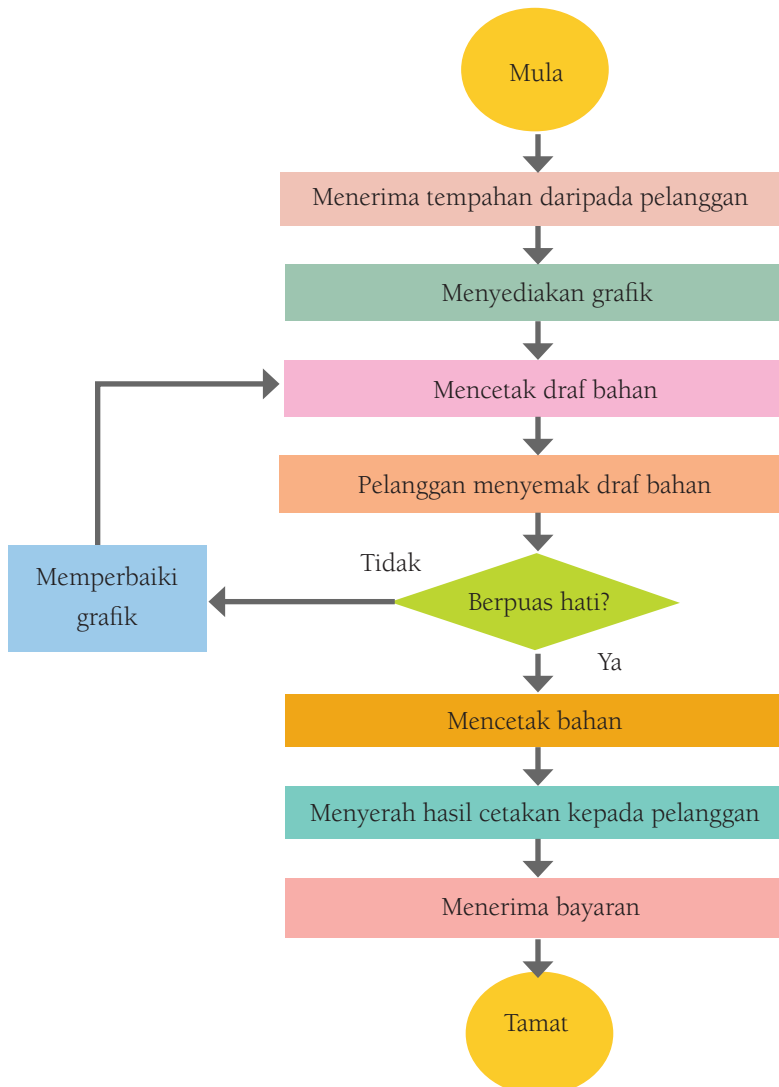 Mula
Menerima tempahan daripada pelanggan
Menyediakan grafik
Mencetak draf bahan
Pelanggan menyemak draf bahan
Tidak
Memperbaiki
grafik
Berpuas hati?
Ya
Mencetak bahan
Menyerah hasil cetakan kepada pelanggan
Menerima bayaran
Tamat